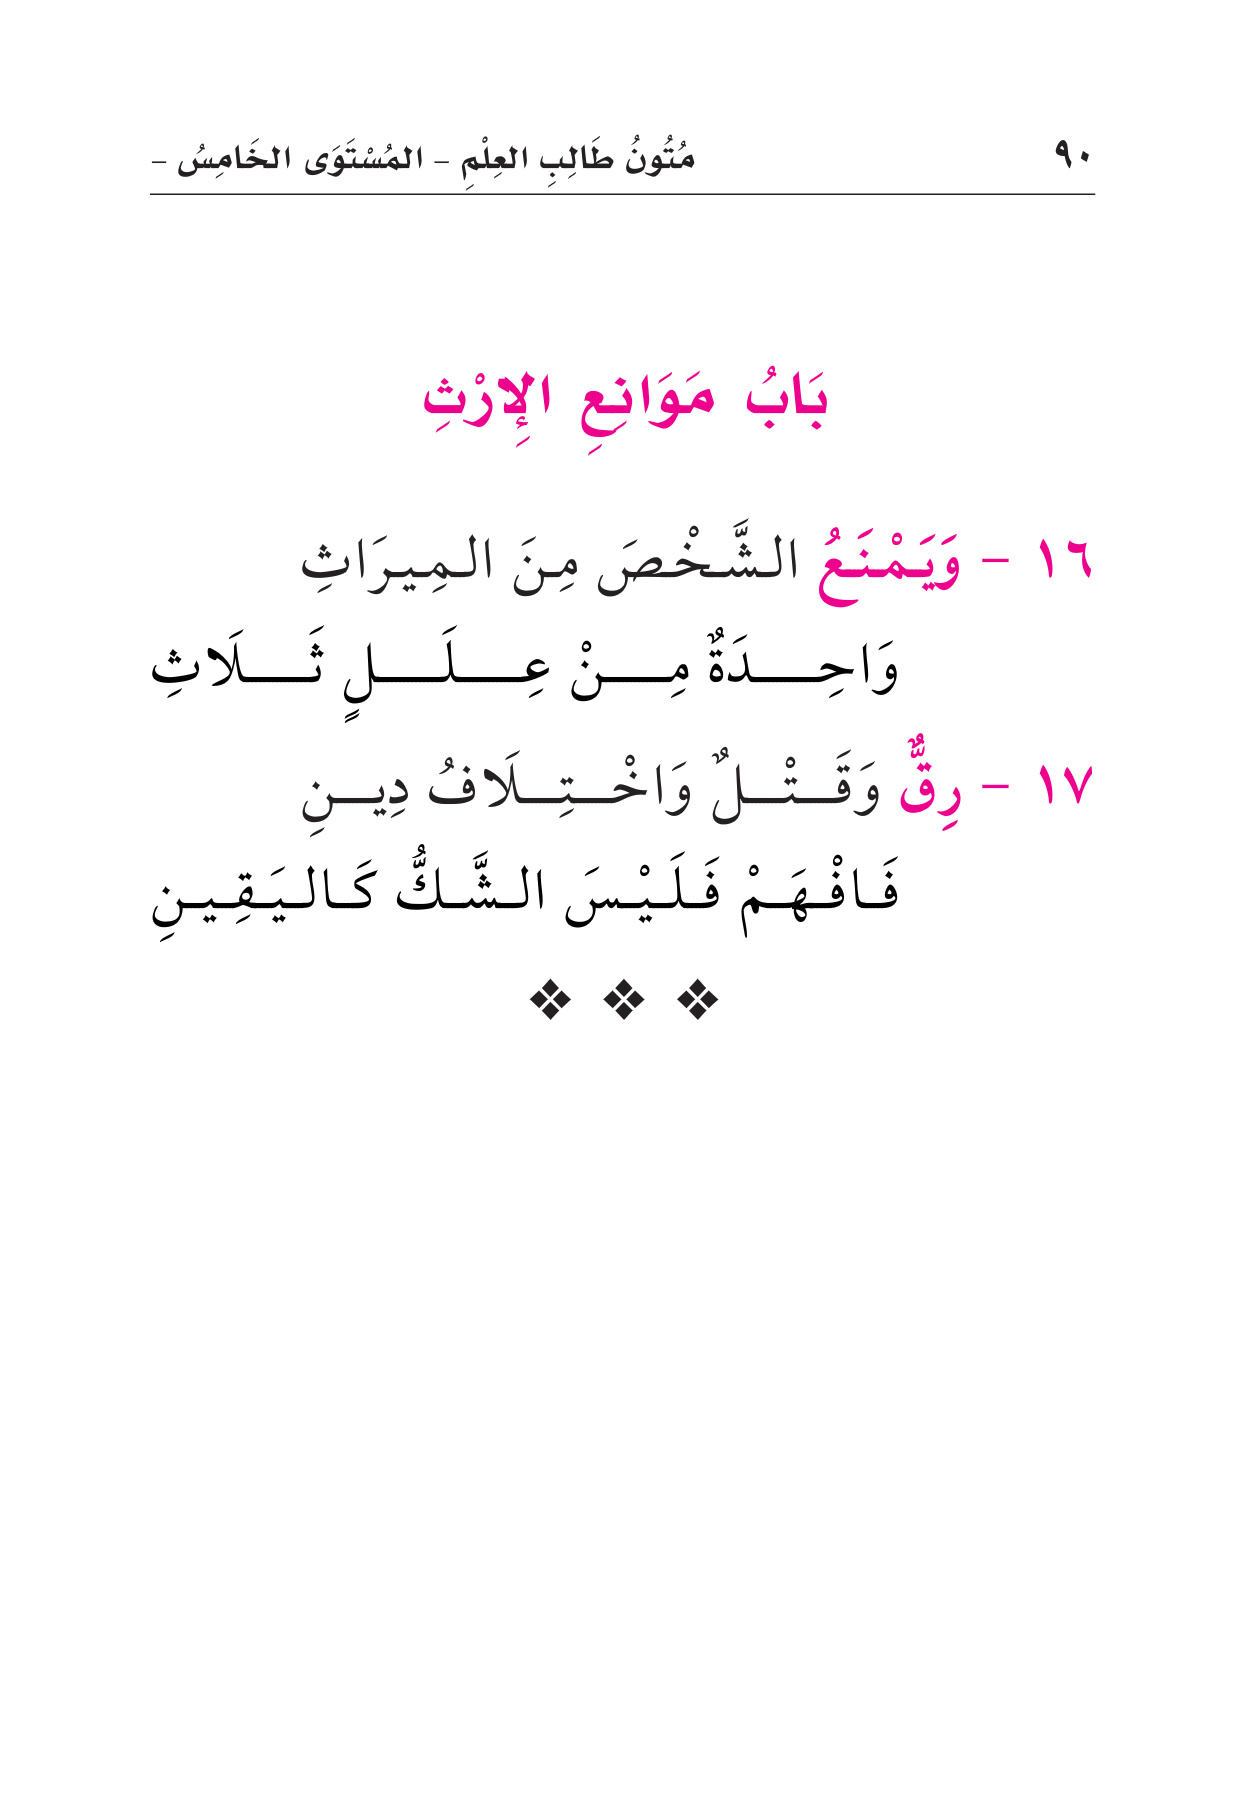 ٩٠ مُتُونُ طَالِبِ العِلْمِ - المُسْتَوَى الخَامِسُ -
بَابُ مَوَانِعِ الإِرْثِ
١٦ - وَيَمْنَعُ الشَّخْصَ مِنَ المِيرَاثِ
وَاحِدَةٌ مِنْ عِلَلٍ ثَلَاثِ
١٧ - رِقٌّ وَقَتْلٌ وَاخْتِلَافُ دِينِ
فَافْهَمْ فَلَيْسَ الشَّكُّ كَاليَقِينِ